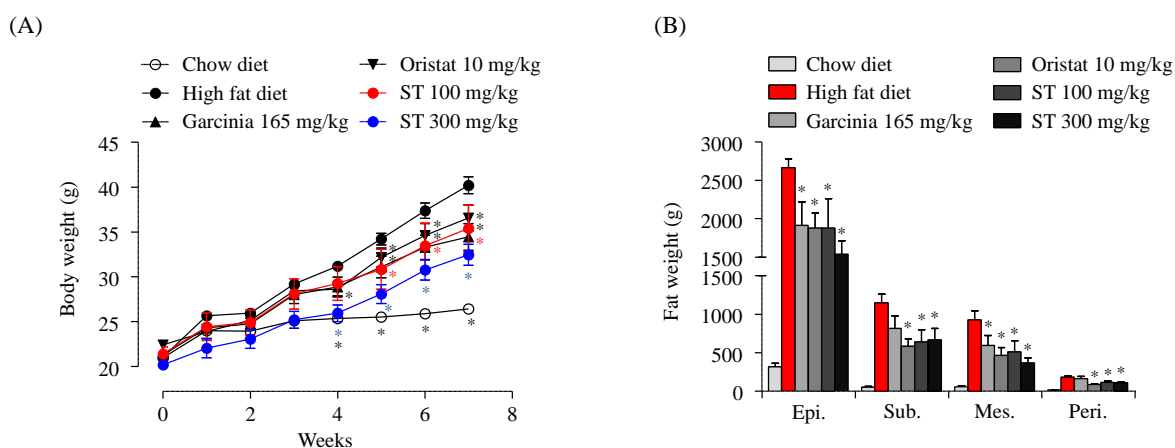 (A)
Chow diet
High fat diet
Garcinia 165 mg/kg
Oristat 10 mg/kg
ST 100 mg/kg
ST 300 mg/kg
Body weight (g)
45
40
35
30
25
20
* * * * * * * * * * * * * * * *
0 2 4 6 8
Weeks
(B)
Chow diet
High fat diet
Garcinia 165 mg/kg
Oristat 10 mg/kg
ST 100 mg/kg
ST 300 mg/kg
Fat weight (g)
3000
2500
2000
1500
1000
500
0
* * * * * * * * * * * * * *
Epi. Sub. Mes. Peri.